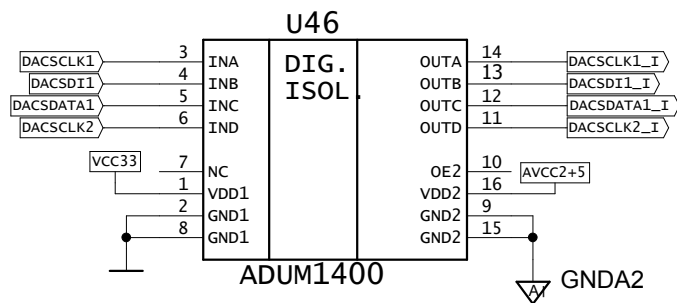 U46
DACSCLK1 3 INA DIG. OUTA 14 DACSCLK1_I
DACSDI1 4 INB ISOL. OUTB 13 DACSDI1_I
DACSDATA1 5 INC OUTC 12 DACSDATA1_I
DACSCLK2 6 IND OUTD 11 DACSCLK2_I
VCC33 7 NC OE2 10 AVCC2+5
1 VDD1 VDD2 16
2 GND1 GND2 9
8 GND1 GND2 15
ADUM1400
GNDA2